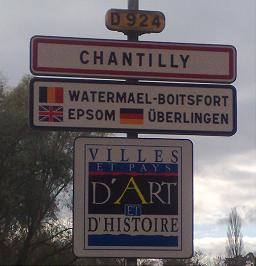 D 924
CHANTILLY
WATERMAEL-BOITSFORT
EPSOM ÜBERLINGEN
VILLES
ET PAYS
D'ART
ET
D'HISTOIRE